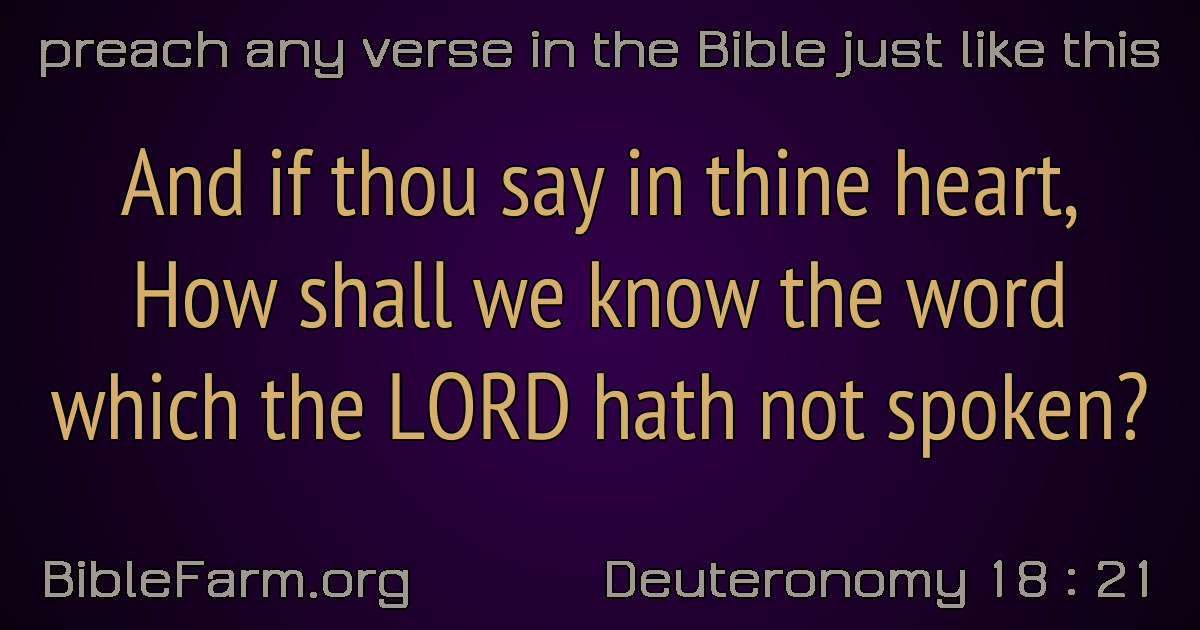 preach any verse in the Bible just like this
And if thou say in thine heart,
How shall we know the word
which the LORD hath not spoken?
BibleFarm.org
Deuteronomy 18 : 21